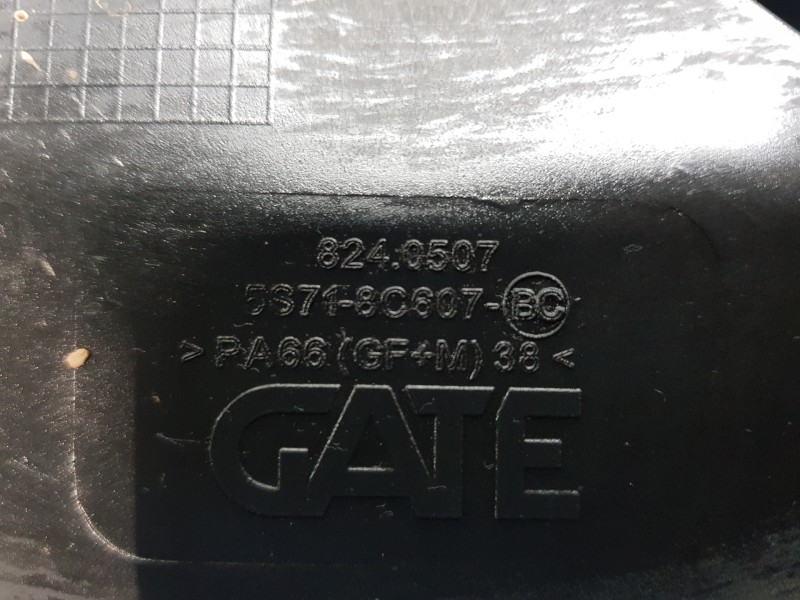 824.0507
5S71-8C607-BC
>PA66(GF+M)38<
GATE